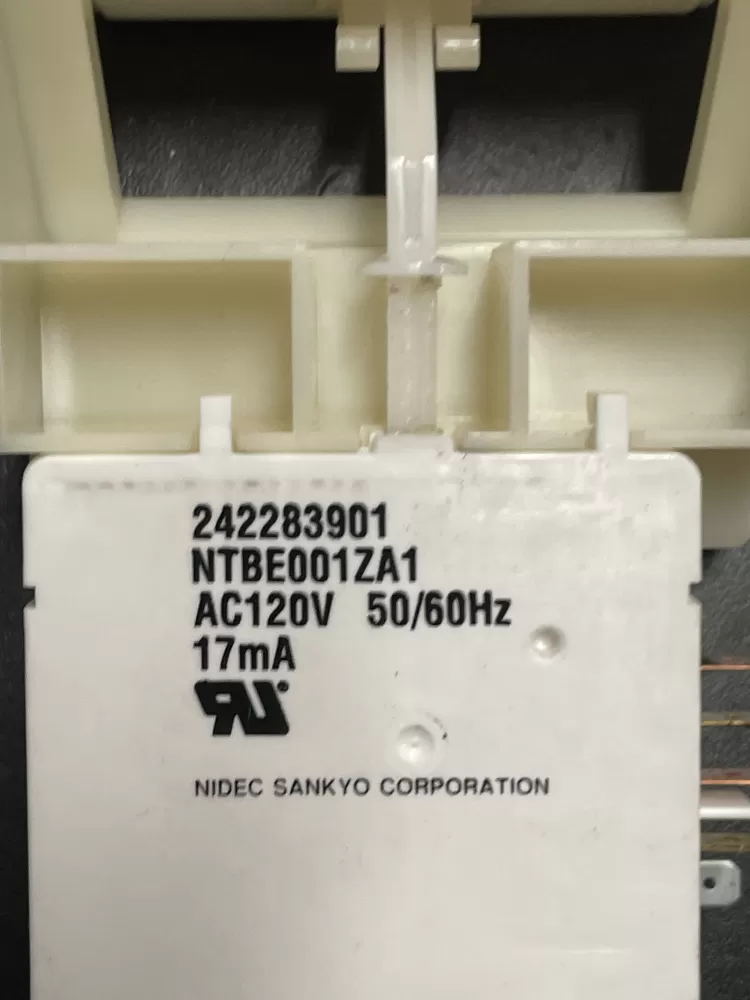 242283901
NTBE001ZA1
AC120V 50/60Hz
17mA
NIDEC SANKYO CORPORATION